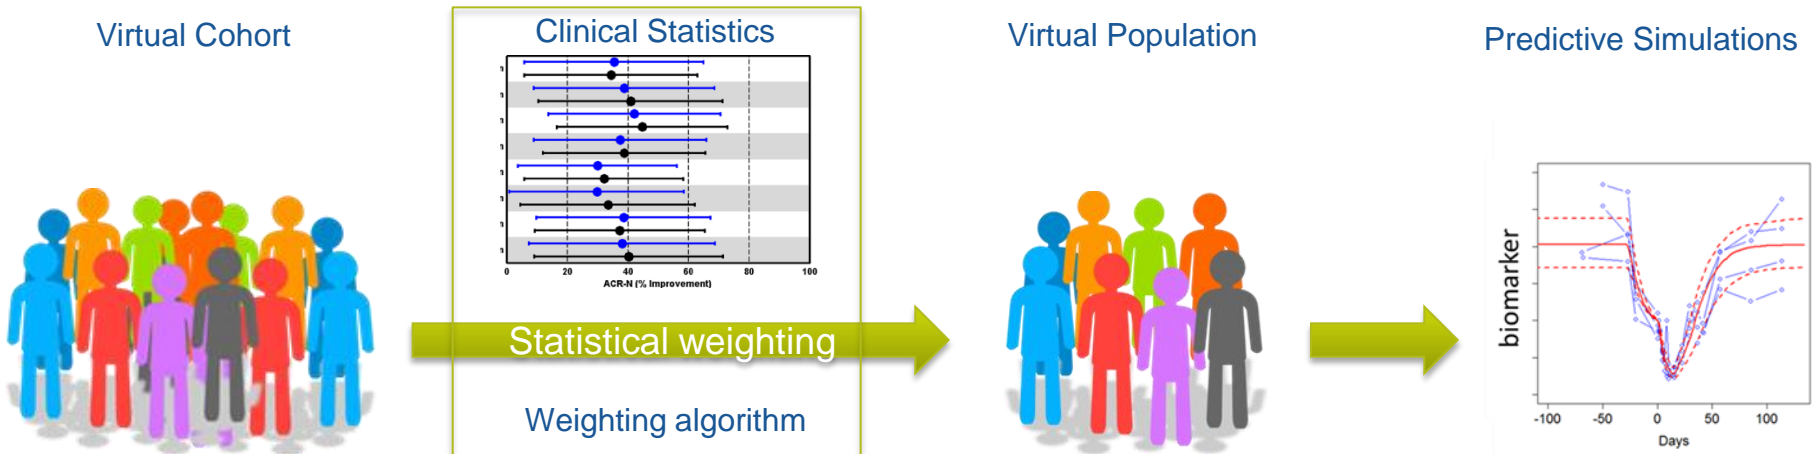 Virtual Cohort
Clinical Statistics
Virtual Population
Predictive Simulations
0 20 40 60 80 100
ACR-N (% Improvement)
Statistical weighting
Weighting algorithm
biomarker
-100 -50 0 50 100
Days